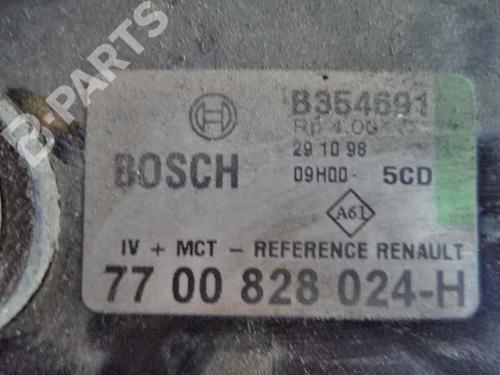 B354691
Rp 4.00
BOSCH
29 10 98
09H00- 5CD
A61
IV + MCT - REFERENCE RENAULT
77 00 828 024-H
B-PARTS
B-PARTS